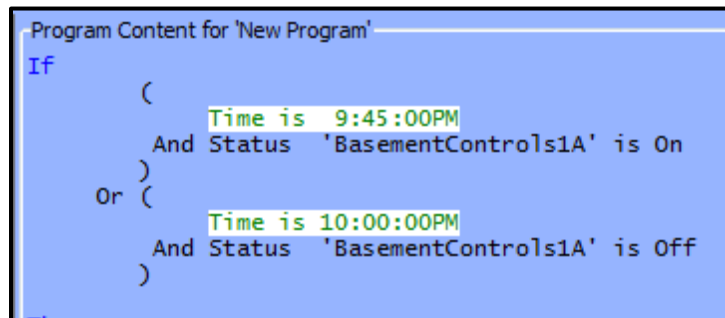 Program Content for 'New Program'
If
(
Time is 9:45:00PM
And Status 'BasementControls1A' is On
)
Or (
Time is 10:00:00PM
And Status 'BasementControls1A' is Off
)